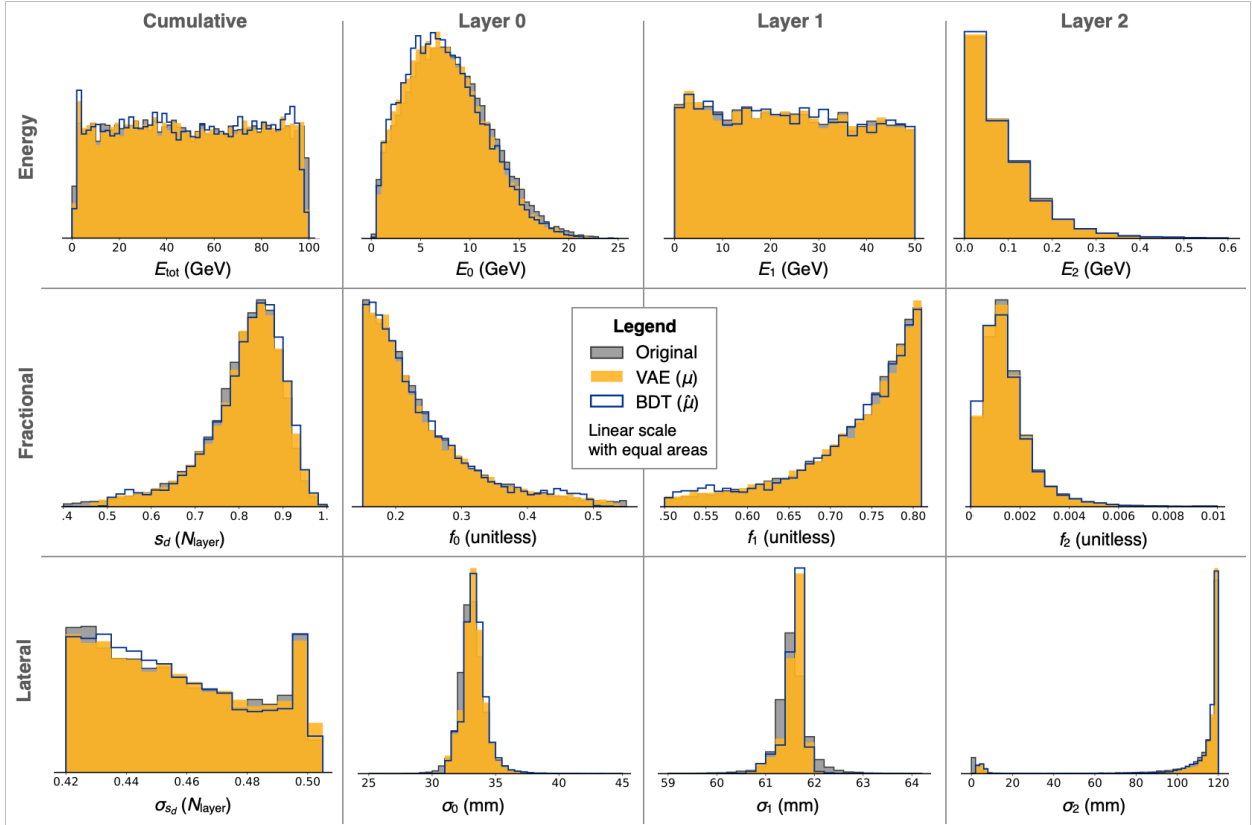 Cumulative Layer 0 Layer 1 Layer 2
Energy
0 20 40 60 80 100
E_tot (GeV)
0 5 10 15 20 25
E_0 (GeV)
0 10 20 30 40 50
E_1 (GeV)
0.0 0.1 0.2 0.3 0.4 0.5 0.6
E_2 (GeV)
Fractional
.4 0.5 0.6 0.7 0.8 0.9 1.
s_d (N_layer)
0.2 0.3 0.4 0.5
f_0 (unitless)
Legend
Original
VAE (μ)
BDT (μ̂)
Linear scale
with equal areas
.50 0.55 0.60 0.65 0.70 0.75 0.80
f_1 (unitless)
0 0.002 0.004 0.006 0.008 0.01
f_2 (unitless)
Lateral
0.42 0.44 0.46 0.48 0.50
σ_{s_d} (N_layer)
25 30 35 40 45
σ_0 (mm)
59 60 61 62 63 64
σ_1 (mm)
0 20 40 60 80 100 120
σ_2 (mm)